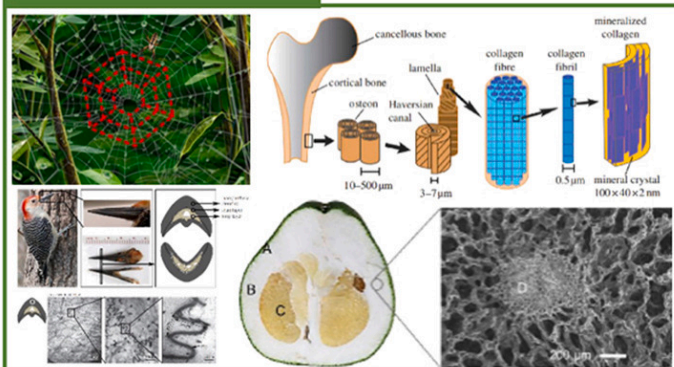 cancellous bone
cortical bone
osteon
10–500 µm
Haversian
canal
3–7 µm
lamella
collagen
fibre
collagen
fibril
0.5 µm
mineralized
collagen
mineral crystal
100 × 40 × 2 nm
A
B
C
D
200 µm